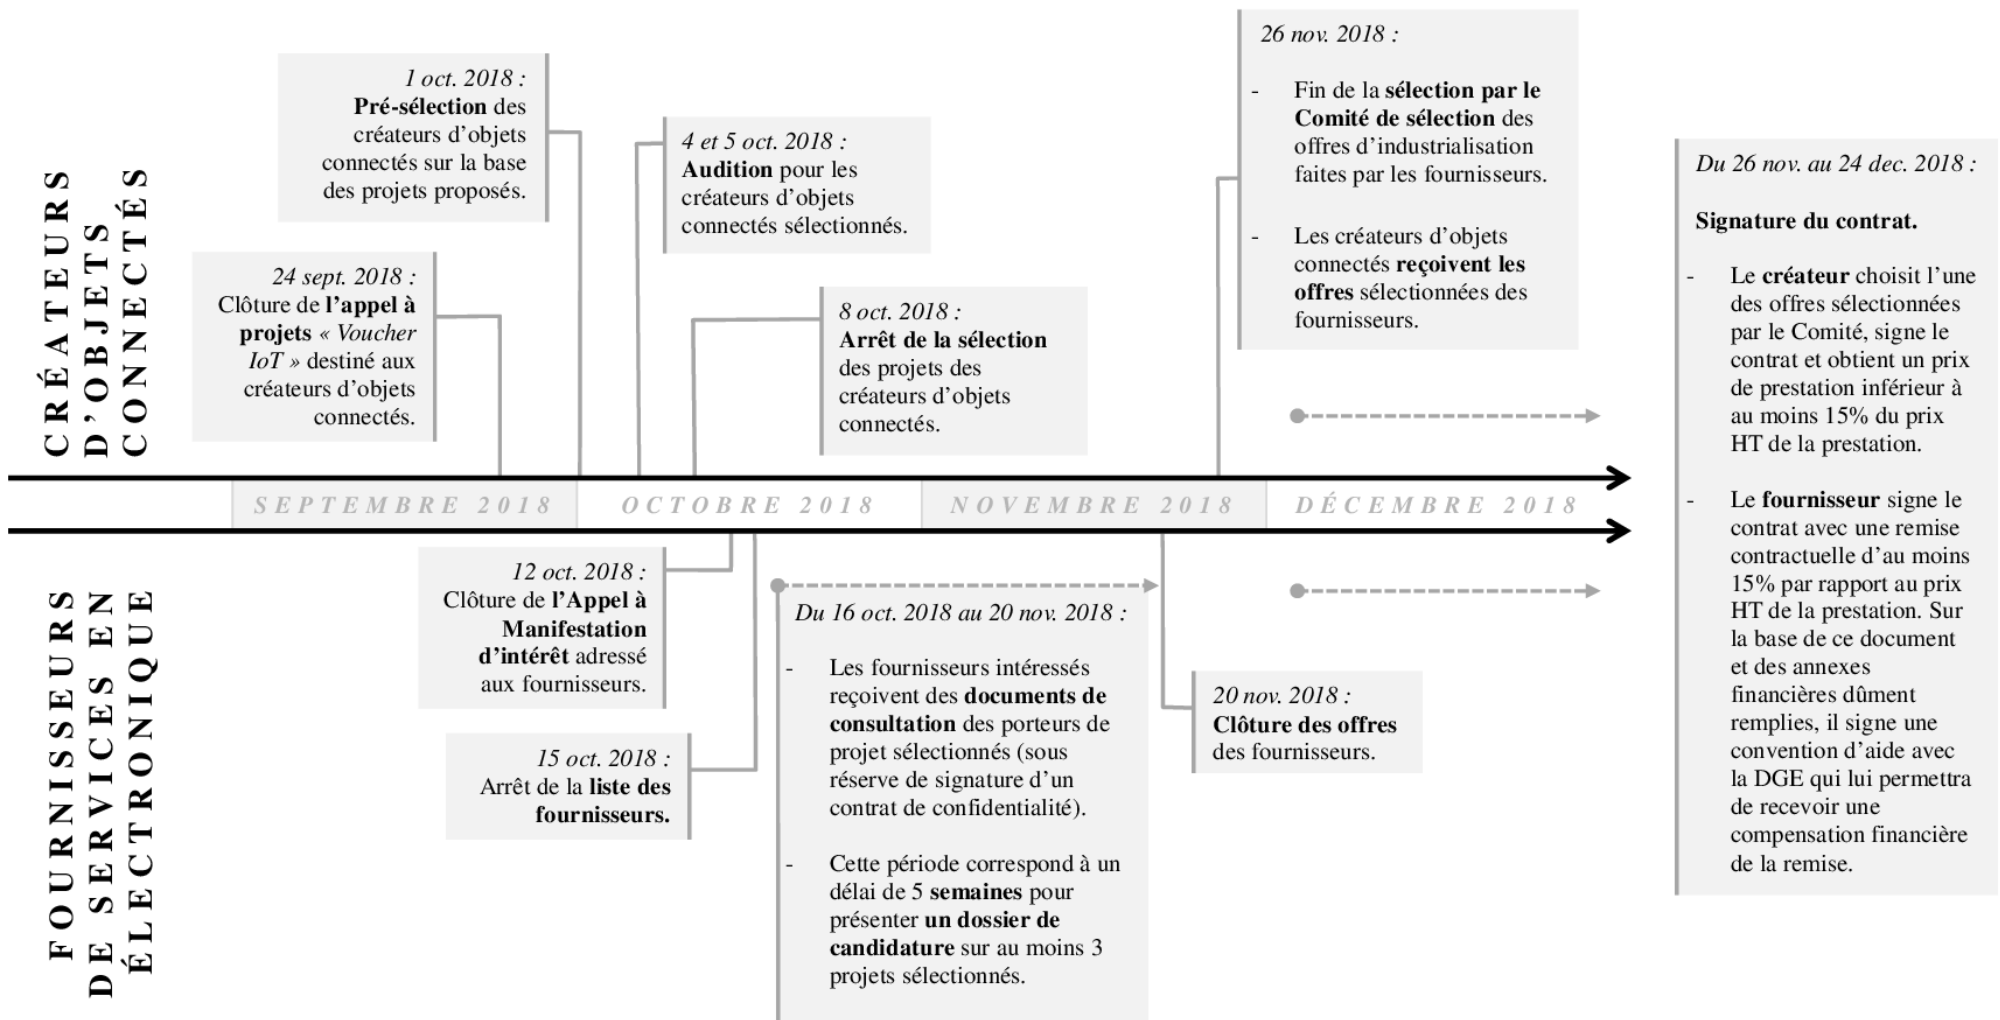 CRÉATEURS
D'OBJETS
CONNECTÉS
24 sept. 2018 :
Clôture de l'appel à
projets « Voucher
IoT » destiné aux
créateurs d'objets
connectés.
1 oct. 2018 :
Pré-sélection des
créateurs d'objets
connectés sur la base
des projets proposés.
4 et 5 oct. 2018 :
Audition pour les
créateurs d'objets
connectés sélectionnés.
8 oct. 2018 :
Arrêt de la sélection
des projets des
créateurs d'objets
connectés.
26 nov. 2018 :
- Fin de la sélection par le
Comité de sélection des
offres d'industrialisation
faites par les fournisseurs.
- Les créateurs d'objets
connectés reçoivent les
offres sélectionnées des
fournisseurs.
SEPTEMBRE 2018
OCTOBRE 2018
NOVEMBRE 2018
DÉCEMBRE 2018
FOURNISSEURS
DE SERVICES EN
ÉLECTRONIQUE
12 oct. 2018 :
Clôture de l'Appel à
Manifestation
d'intérêt adressé
aux fournisseurs.
15 oct. 2018 :
Arrêt de la liste des
fournisseurs.
Du 16 oct. 2018 au 20 nov. 2018 :
- Les fournisseurs intéressés
reçoivent des documents de
consultation des porteurs de
projet sélectionnés (sous
réserve de signature d'un
contrat de confidentialité).
- Cette période correspond à un
délai de 5 semaines pour
présenter un dossier de
candidature sur au moins 3
projets sélectionnés.
20 nov. 2018 :
Clôture des offres
des fournisseurs.
Du 26 nov. au 24 dec. 2018 :
Signature du contrat.
- Le créateur choisit l'une
des offres sélectionnées
par le Comité, signe le
contrat et obtient un prix
de prestation inférieur à
au moins 15% du prix
HT de la prestation.
- Le fournisseur signe le
contrat avec une remise
contractuelle d'au moins
15% par rapport au prix
HT de la prestation. Sur
la base de ce document
et des annexes
financières dûment
remplies, il signe une
convention d'aide avec
la DGE qui lui permettra
de recevoir une
compensation financière
de la remise.